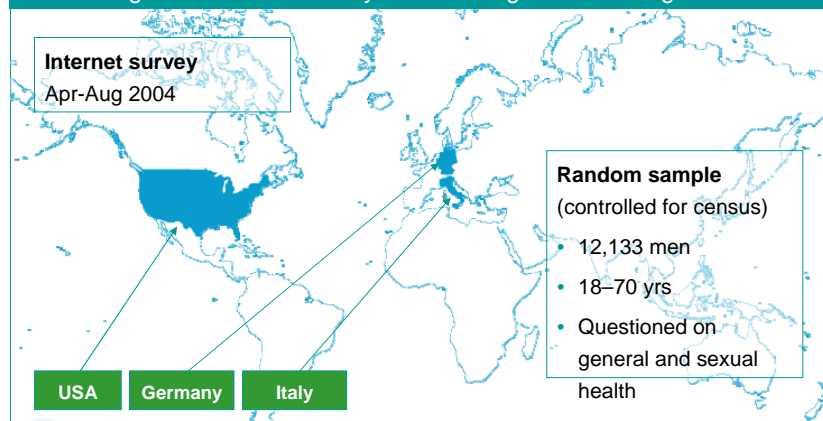 Internet survey
Apr-Aug 2004
Random sample
(controlled for census)
• 12,133 men
• 18–70 yrs
• Questioned on
general and sexual
health
USA
Germany
Italy